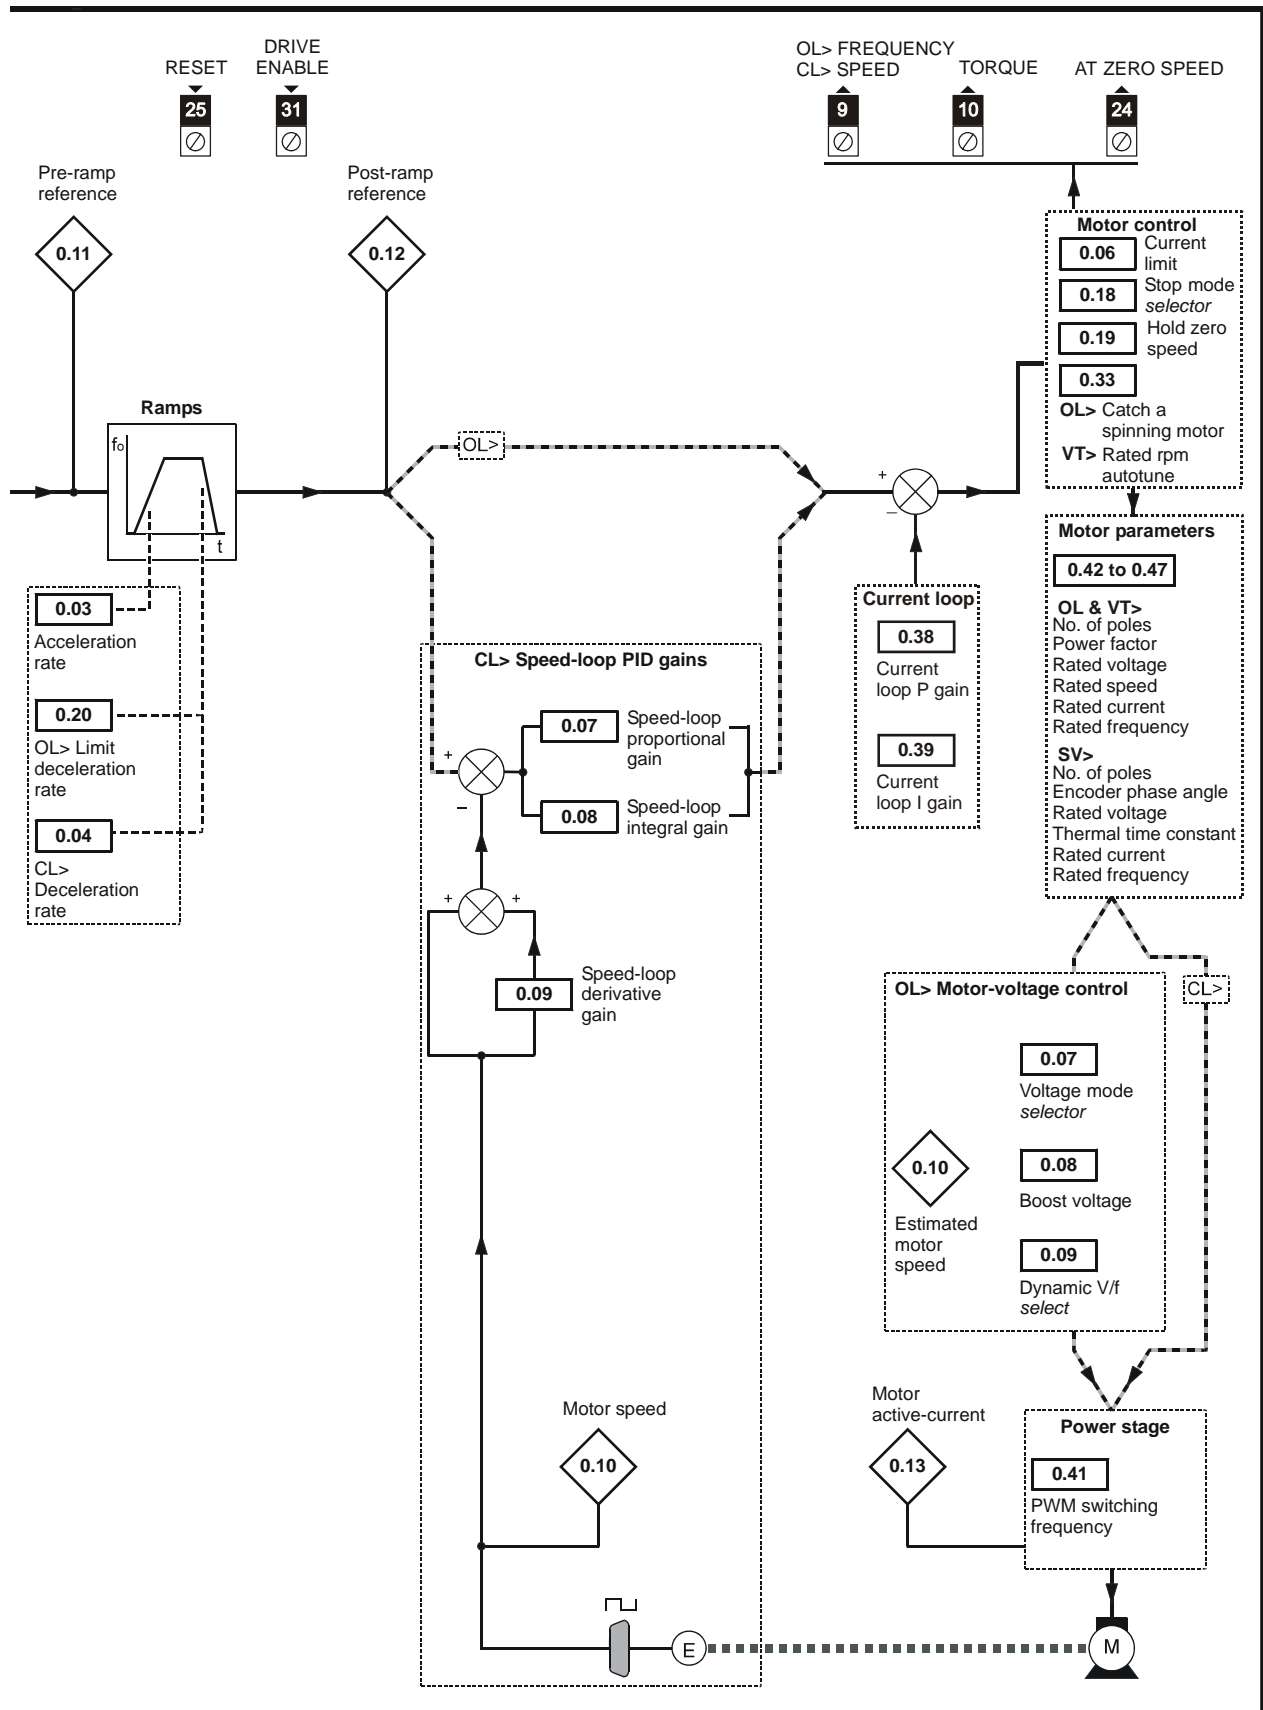 RESET
DRIVE
ENABLE
OL> FREQUENCY
CL> SPEED
TORQUE
AT ZERO SPEED
25
31
9
10
24
Pre-ramp
reference
0.11
Post-ramp
reference
0.12
Motor control
0.06
Current
limit
0.18
Stop mode
selector
0.19
Hold zero
speed
0.33
OL> Catch a
spinning motor
VT> Rated rpm
autotune
Ramps
fo
t
OL>
+
–
0.03
Acceleration
rate
0.20
OL> Limit
deceleration
rate
0.04
CL>
Deceleration
rate
CL> Speed-loop PID gains
+
–
0.07
Speed-loop
proportional
gain
0.08
Speed-loop
integral gain
+
+
0.09
Speed-loop
derivative
gain
Current loop
0.38
Current
loop P gain
0.39
Current
loop I gain
Motor parameters
0.42 to 0.47
OL & VT>
No. of poles
Power factor
Rated voltage
Rated speed
Rated current
Rated frequency
SV>
No. of poles
Encoder phase angle
Rated voltage
Thermal time constant
Rated current
Rated frequency
OL> Motor-voltage control
CL>
0.07
Voltage mode
selector
0.10
Estimated
motor
speed
0.08
Boost voltage
0.09
Dynamic V/f
select
Motor speed
0.10
Motor
active-current
0.13
Power stage
0.41
PWM switching
frequency
E
M